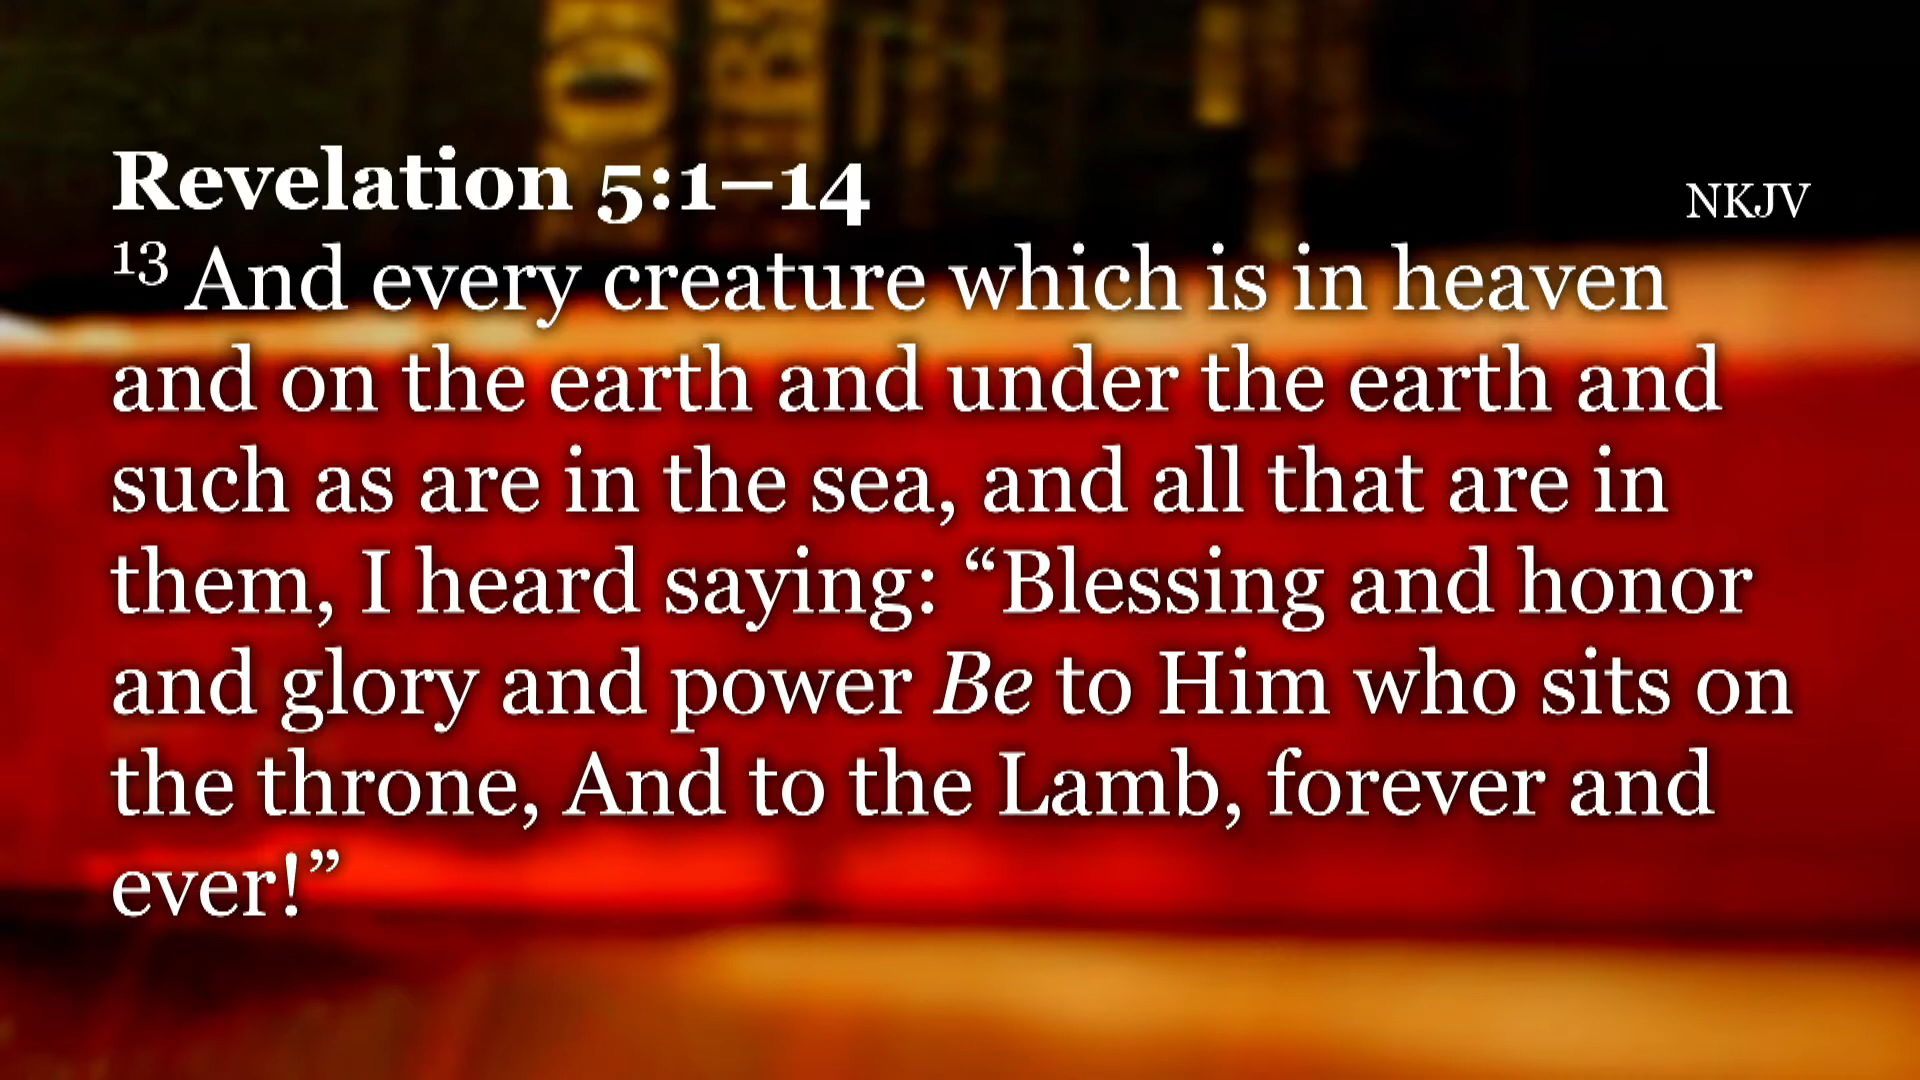 Revelation 5:1–14
NKJV
13 And every creature which is in heaven
and on the earth and under the earth and
such as are in the sea, and all that are in
them, I heard saying: “Blessing and honor
and glory and power Be to Him who sits on
the throne, And to the Lamb, forever and
ever!”